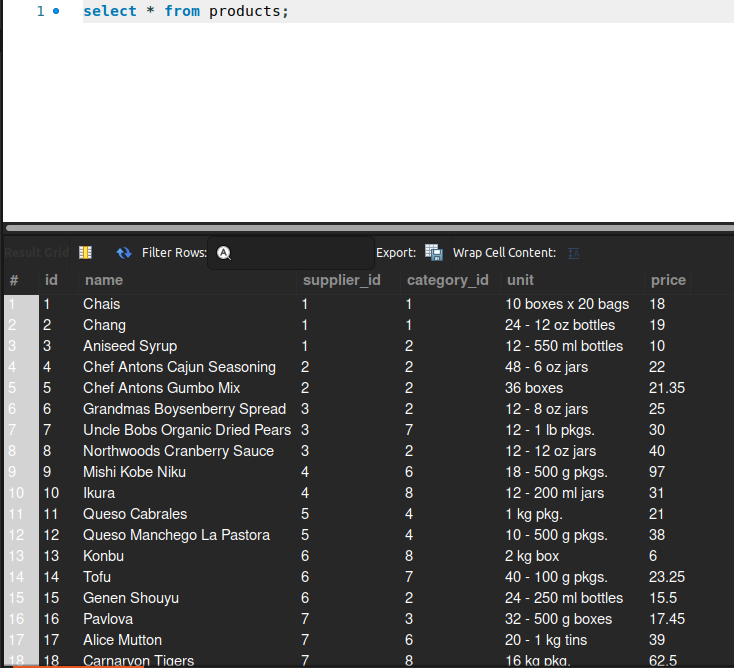 1 select * from products;
Result Grid Filter Rows: Export: Wrap Cell Content:
# id name supplier_id category_id unit price
1 1 Chais 1 1 10 boxes x 20 bags 18
2 2 Chang 1 1 24 - 12 oz bottles 19
3 3 Aniseed Syrup 1 2 12 - 550 ml bottles 10
4 4 Chef Antons Cajun Seasoning 2 2 48 - 6 oz jars 22
5 5 Chef Antons Gumbo Mix 2 2 36 boxes 21.35
6 6 Grandmas Boysenberry Spread 3 2 12 - 8 oz jars 25
7 7 Uncle Bobs Organic Dried Pears 3 7 12 - 1 lb pkgs. 30
8 8 Northwoods Cranberry Sauce 3 2 12 - 12 oz jars 40
9 9 Mishi Kobe Niku 4 6 18 - 500 g pkgs. 97
10 10 Ikura 4 8 12 - 200 ml jars 31
11 11 Queso Cabrales 5 4 1 kg pkg. 21
12 12 Queso Manchego La Pastora 5 4 10 - 500 g pkgs. 38
13 13 Konbu 6 8 2 kg box 6
14 14 Tofu 6 7 40 - 100 g pkgs. 23.25
15 15 Genen Shouyu 6 2 24 - 250 ml bottles 15.5
16 16 Pavlova 7 3 32 - 500 g boxes 17.45
17 17 Alice Mutton 7 6 20 - 1 kg tins 39
18 18 Carnarvon Tigers 7 8 16 kg pkg. 62.5